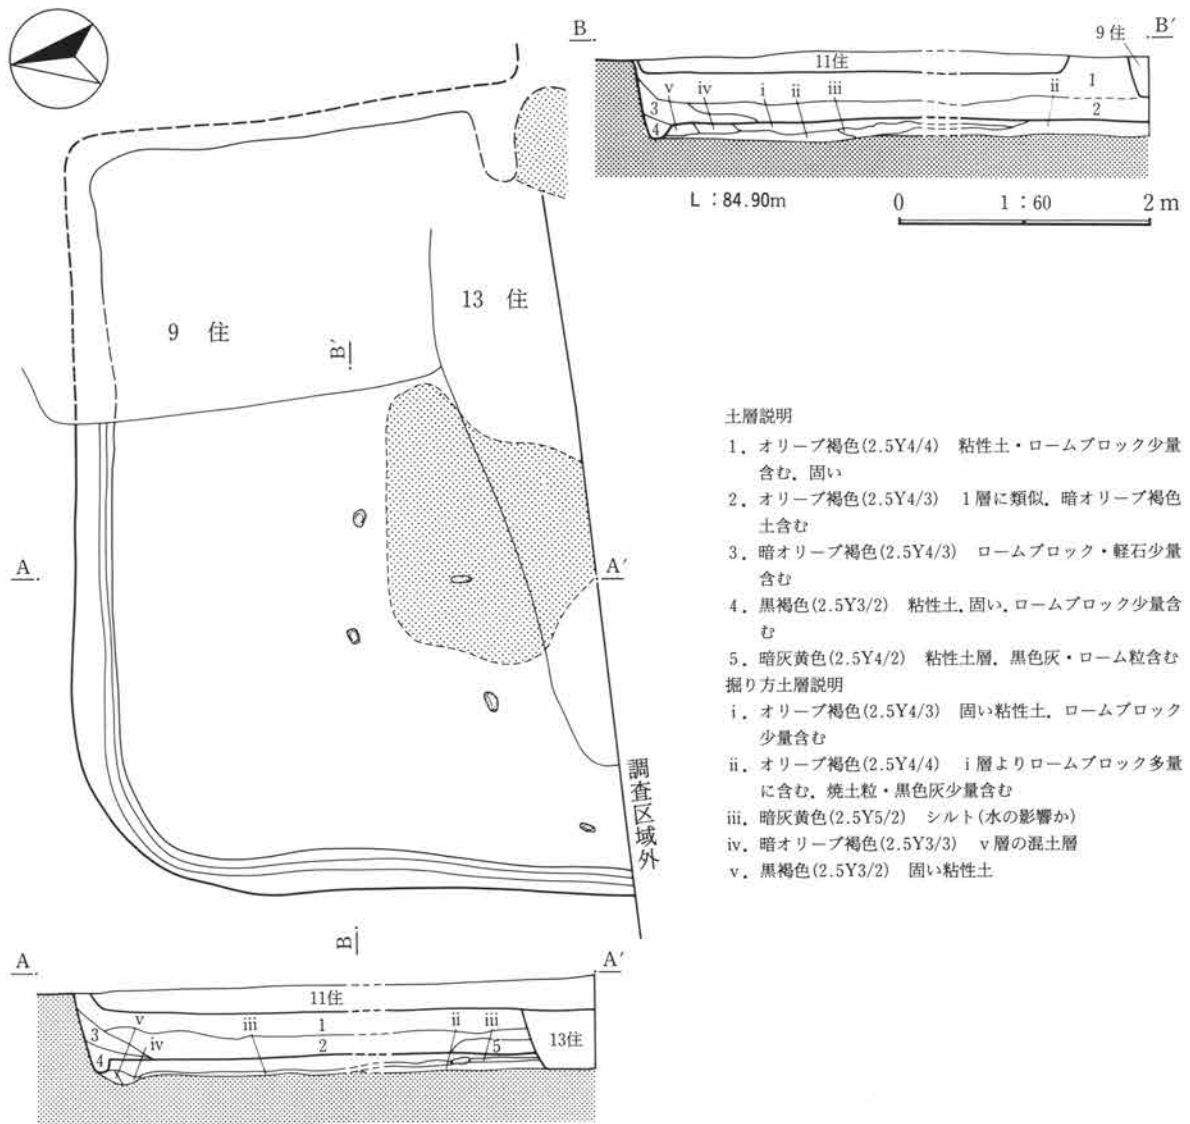 B
B′
9住
11住
1
v
iv
i
ii
iii
ii
3
2
4
L：84.90m
0
1：60
2m
13 住
9 住
B′
A
A′
土層説明
1．オリーブ褐色(2.5Y4/4) 粘性土・ロームブロック少量
含む．固い
2．オリーブ褐色(2.5Y4/3) 1層に類似．暗オリーブ褐色
土含む
3．暗オリーブ褐色(2.5Y4/3) ロームブロック・軽石少量
含む
4．黒褐色(2.5Y3/2) 粘性土．固い．ロームブロック少量含
む
5．暗灰黄色(2.5Y4/2) 粘性土層．黒色灰・ローム粒含む
掘り方土層説明
i．オリーブ褐色(2.5Y4/3) 固い粘性土．ロームブロック
少量含む
ii．オリーブ褐色(2.5Y4/4) i層よりロームブロック多量
に含む．焼土粒・黒色灰少量含む
iii．暗灰黄色(2.5Y5/2) シルト(水の影響か)
iv．暗オリーブ褐色(2.5Y3/3) v層の混土層
v．黒褐色(2.5Y3/2) 固い粘性土
調査区域外
B
A
A′
11住
v
iii
1
ii
iii
3
iv
2
5
13住
4